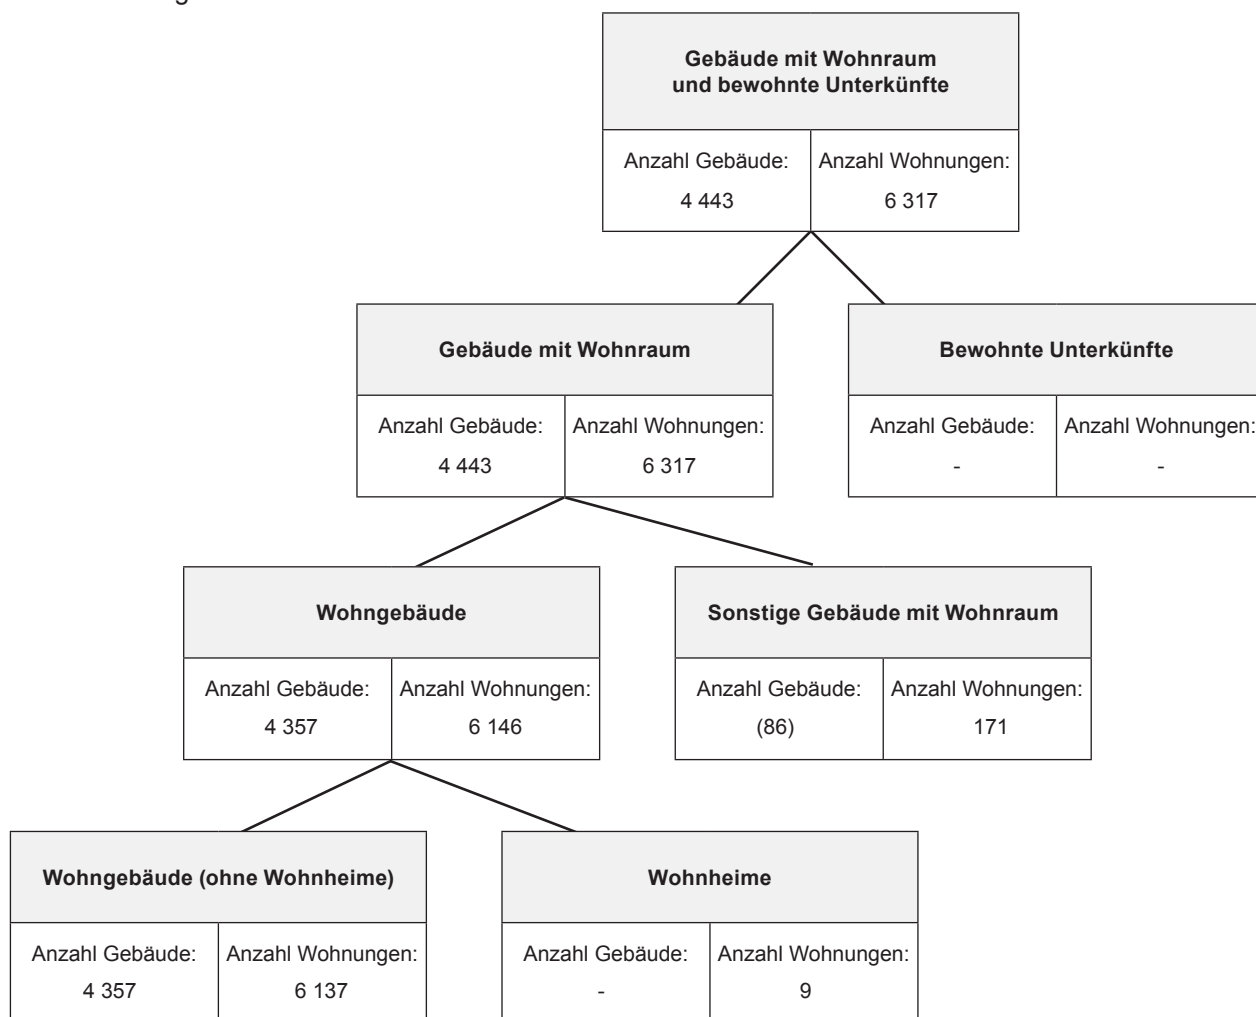 Gebäude mit Wohnraum
und bewohnte Unterkünfte
Anzahl Gebäude:
4 443
Anzahl Wohnungen:
6 317
Gebäude mit Wohnraum
Anzahl Gebäude:
4 443
Anzahl Wohnungen:
6 317
Bewohnte Unterkünfte
Anzahl Gebäude:
-
Anzahl Wohnungen:
-
Wohngebäude
Anzahl Gebäude:
4 357
Anzahl Wohnungen:
6 146
Sonstige Gebäude mit Wohnraum
Anzahl Gebäude:
(86)
Anzahl Wohnungen:
171
Wohngebäude (ohne Wohnheime)
Anzahl Gebäude:
4 357
Anzahl Wohnungen:
6 137
Wohnheime
Anzahl Gebäude:
-
Anzahl Wohnungen:
9